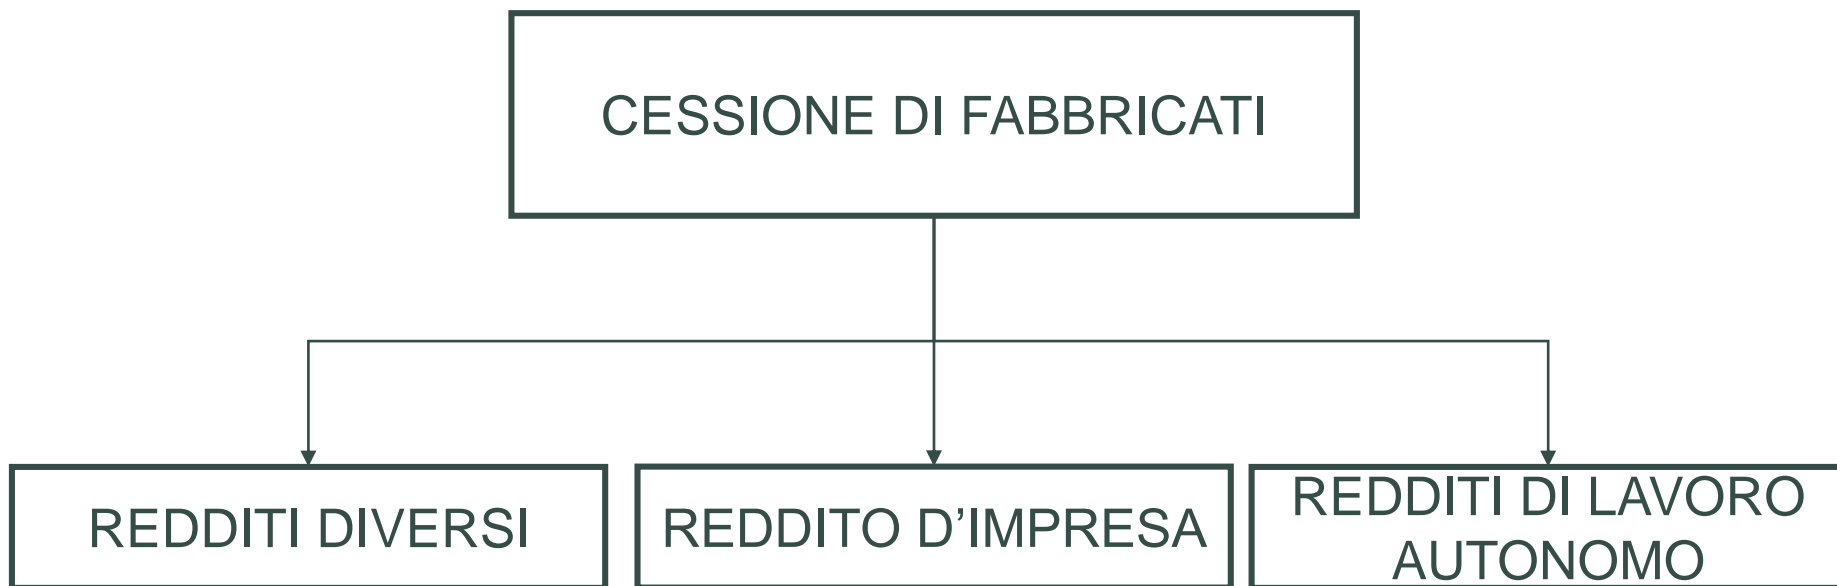 CESSIONE DI FABBRICATI
REDDITI DIVERSI
REDDITO D’IMPRESA
REDDITI DI LAVORO
AUTONOMO